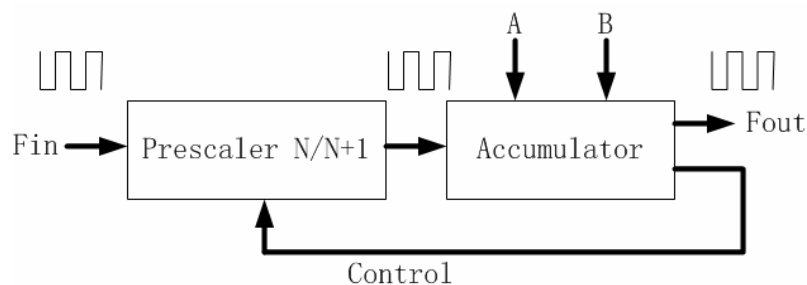 A
B
Fin
Prescaler N/N+1
Accumulator
Fout
Control